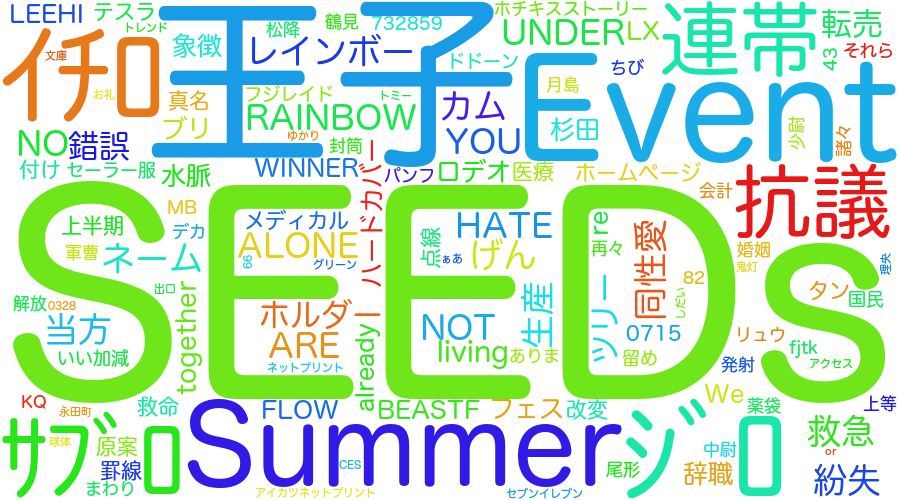 LEEHI テスラ トレンド 松降 鶴見 732859 ホチキスストーリー UNDER LX 連帯 転売
イ チロ 文庫 象徴 王子 レインボー ドドーン ちび 43 それら
お礼 真名 フジレイド トミー カム 月島 Event
ブリ RAINBOW ゆかり YOU 杉田 少尉 諸々
NO 錯誤 封筒
付け セーラー服 水脈 WINNER パンフ ロデオ 医療 ホームページ 会計 抗議
SEEDs
MB メディカル ハードカバー HATE re 同性愛
上半期 デカ ALONE 点線 ぁあ げん 再々 婚姻
軍曹 ネーム 66 グリーン 鬼灯 理央
解放 0328 出口 together ホルダー 生産 ツリー 82 しだい タン 国民
当方 ARE already NOT 0715 リュウ
いい加減 ネットプリント living ありま 留め 発射 fjtk アクセス
KQ 永田町 救命 FLOW BEASTF フェス 改変 We 薬袋 上等
サブロー 球体 原案 Summer ジロー 救急
罫線 CES 尾形 中尉 or
まわり アイカツネットプリント セブンイレブン 辞職 紛失